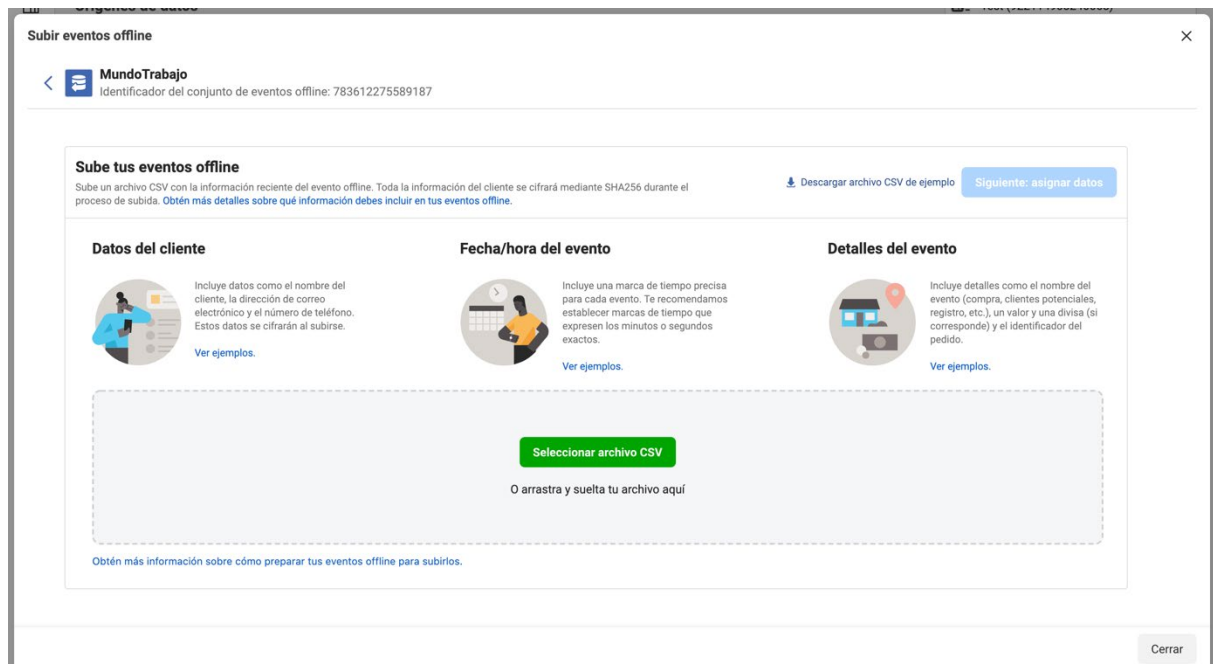 Subir eventos offline
MundoTrabajo
Identificador del conjunto de eventos offline: 783612275589187
Sube tus eventos offline
Sube un archivo CSV con la información reciente del evento offline. Toda la información del cliente se cifrará mediante SHA256 durante el
proceso de subida. Obtén más detalles sobre qué información debes incluir en tus eventos offline.
Descargar archivo CSV de ejemplo
Siguiente: asignar datos
Datos del cliente
Incluye datos como el nombre del
cliente, la dirección de correo
electrónico y el número de teléfono.
Estos datos se cifrarán al subirse.
Ver ejemplos.
Fecha/hora del evento
Incluye una marca de tiempo precisa
para cada evento. Te recomendamos
establecer marcas de tiempo que
expresen los minutos o segundos
exactos.
Ver ejemplos.
Detalles del evento
Incluye detalles como el nombre del
evento (compra, clientes potenciales,
registro, etc.), un valor y una divisa (si
corresponde) y el identificador del
pedido.
Ver ejemplos.
Seleccionar archivo CSV
O arrastra y suelta tu archivo aquí
Obtén más información sobre cómo preparar tus eventos offline para subirlos.
Cerrar